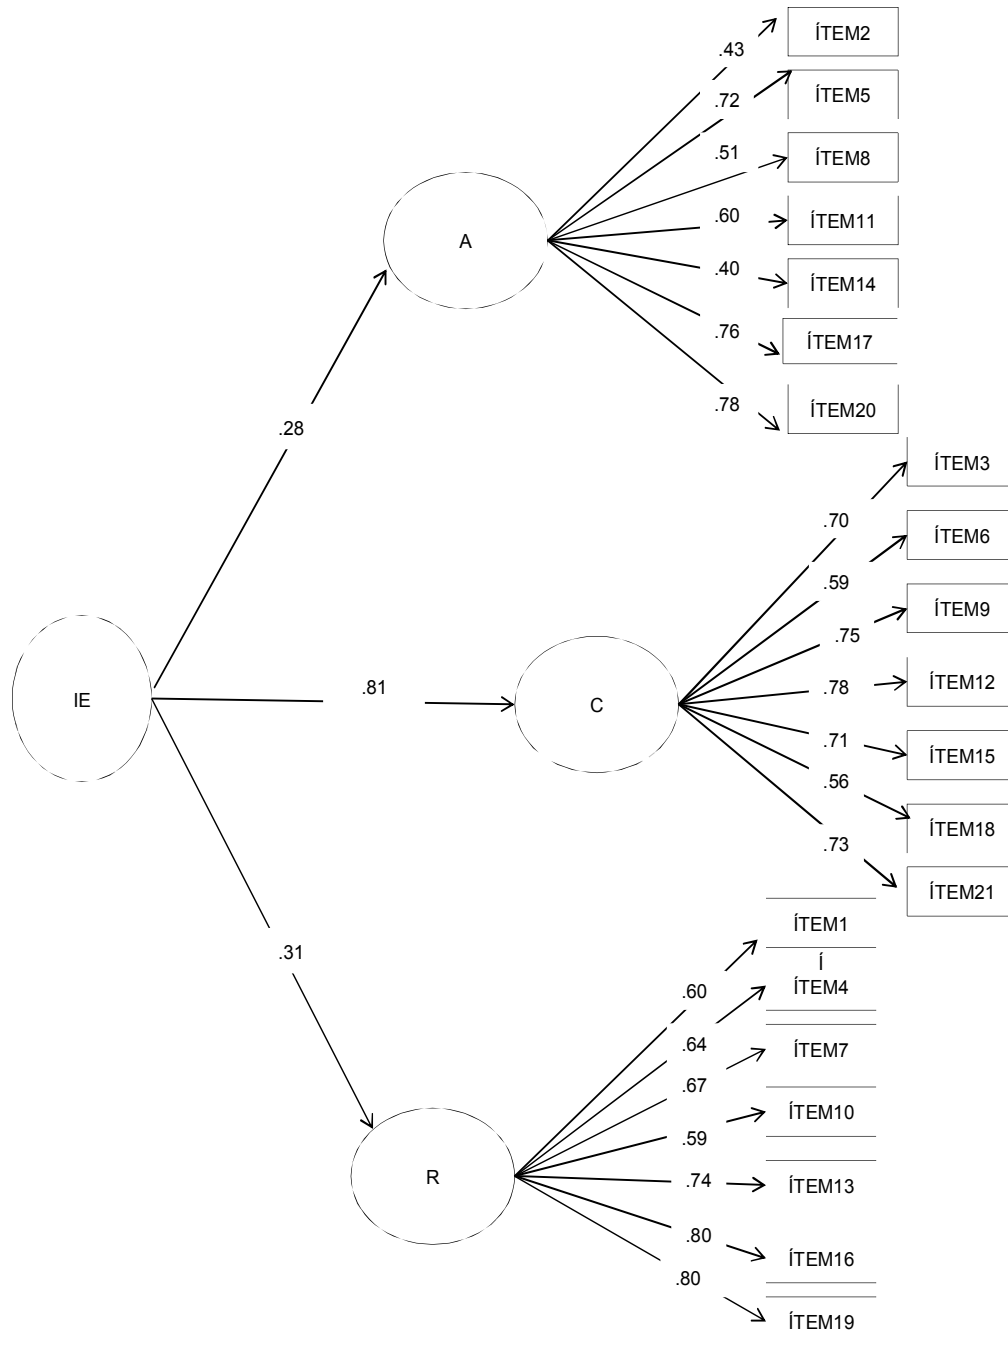 ÍTEM2
.43
ÍTEM5
.72
ÍTEM8
.51
ÍTEM11
.60
A
ÍTEM14
.40
ÍTEM17
.76
ÍTEM20
.78
.28
ÍTEM3
.70
ÍTEM6
.59
ÍTEM9
.75
ÍTEM12
.78
IE
.81
C
ÍTEM15
.71
.56
ÍTEM18
.73
ÍTEM21
.31
ÍTEM1
Í
.60
ÍTEM4
.64
ÍTEM7
.67
ÍTEM10
.59
R
.74
ÍTEM13
.80
ÍTEM16
.80
ÍTEM19